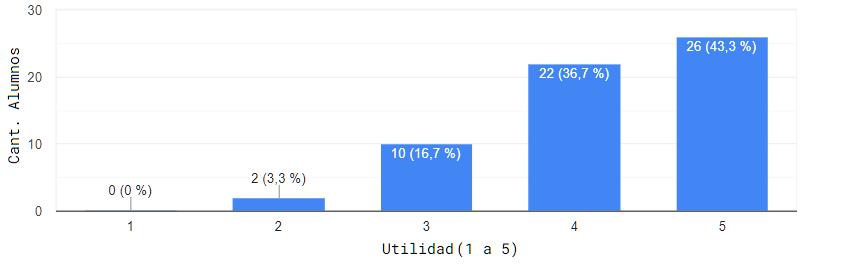 Cant. Alumnos
30
20
10
0
0 (0 %)
2 (3,3 %)
10 (16,7 %)
22 (36,7 %)
26 (43,3 %)
1 2 3 4 5
Utilidad(1 a 5)